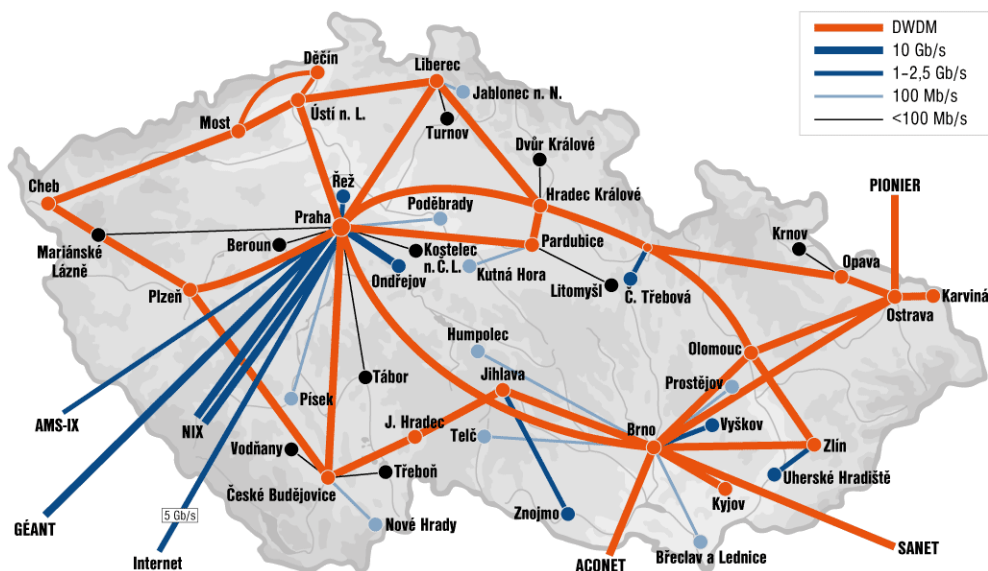 DWDM
10 Gb/s
1–2,5 Gb/s
100 Mb/s
<100 Mb/s
Děčín
Liberec
Jablonec n. N.
Ústí n. L.
Most
Turnov
Dvůr Králové
Řež
Cheb
Hradec Králové
PIONIER
Praha
Poděbrady
Mariánské
Lázně
Beroun
Kostelec
n. Č. L.
Pardubice
Krnov
Opava
Plzeň
Ondřejov
Kutná Hora
Litomyšl
Č. Třebová
Ostrava
Karviná
Humpolec
Olomouc
Jihlava
Prostějov
Tábor
Písek
AMS-IX
NIX
J. Hradec
Telč
Brno
Vyškov
Zlín
Vodňany
Třeboň
Uherské Hradiště
České Budějovice
Kyjov
GÉANT
5 Gb/s
Nové Hrady
Znojmo
Břeclav a Lednice
SANET
Internet
ACONET